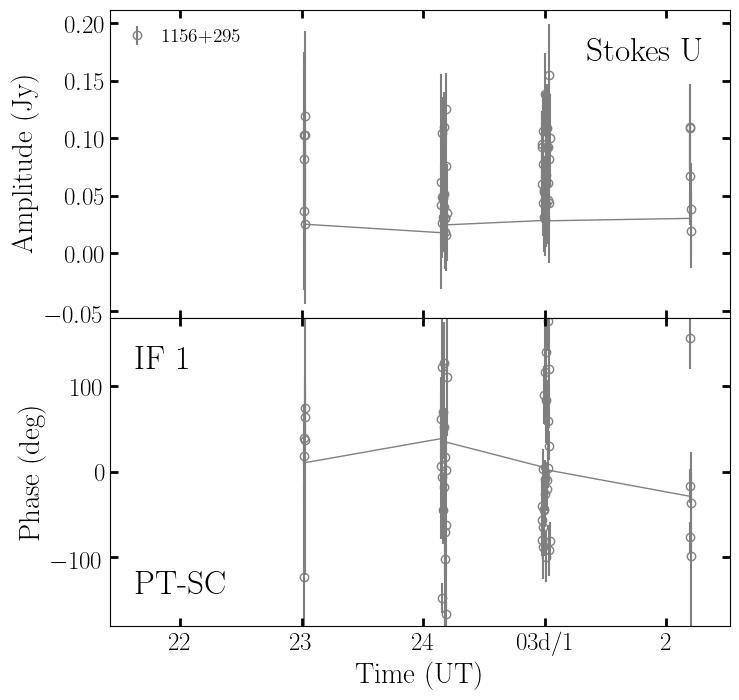 1156+295
Stokes U
Amplitude (Jy)
0.20
0.15
0.10
0.05
0.00
−0.05
IF 1
PT-SC
Phase (deg)
100
0
−100
22
23
24
03d/1
2
Time (UT)